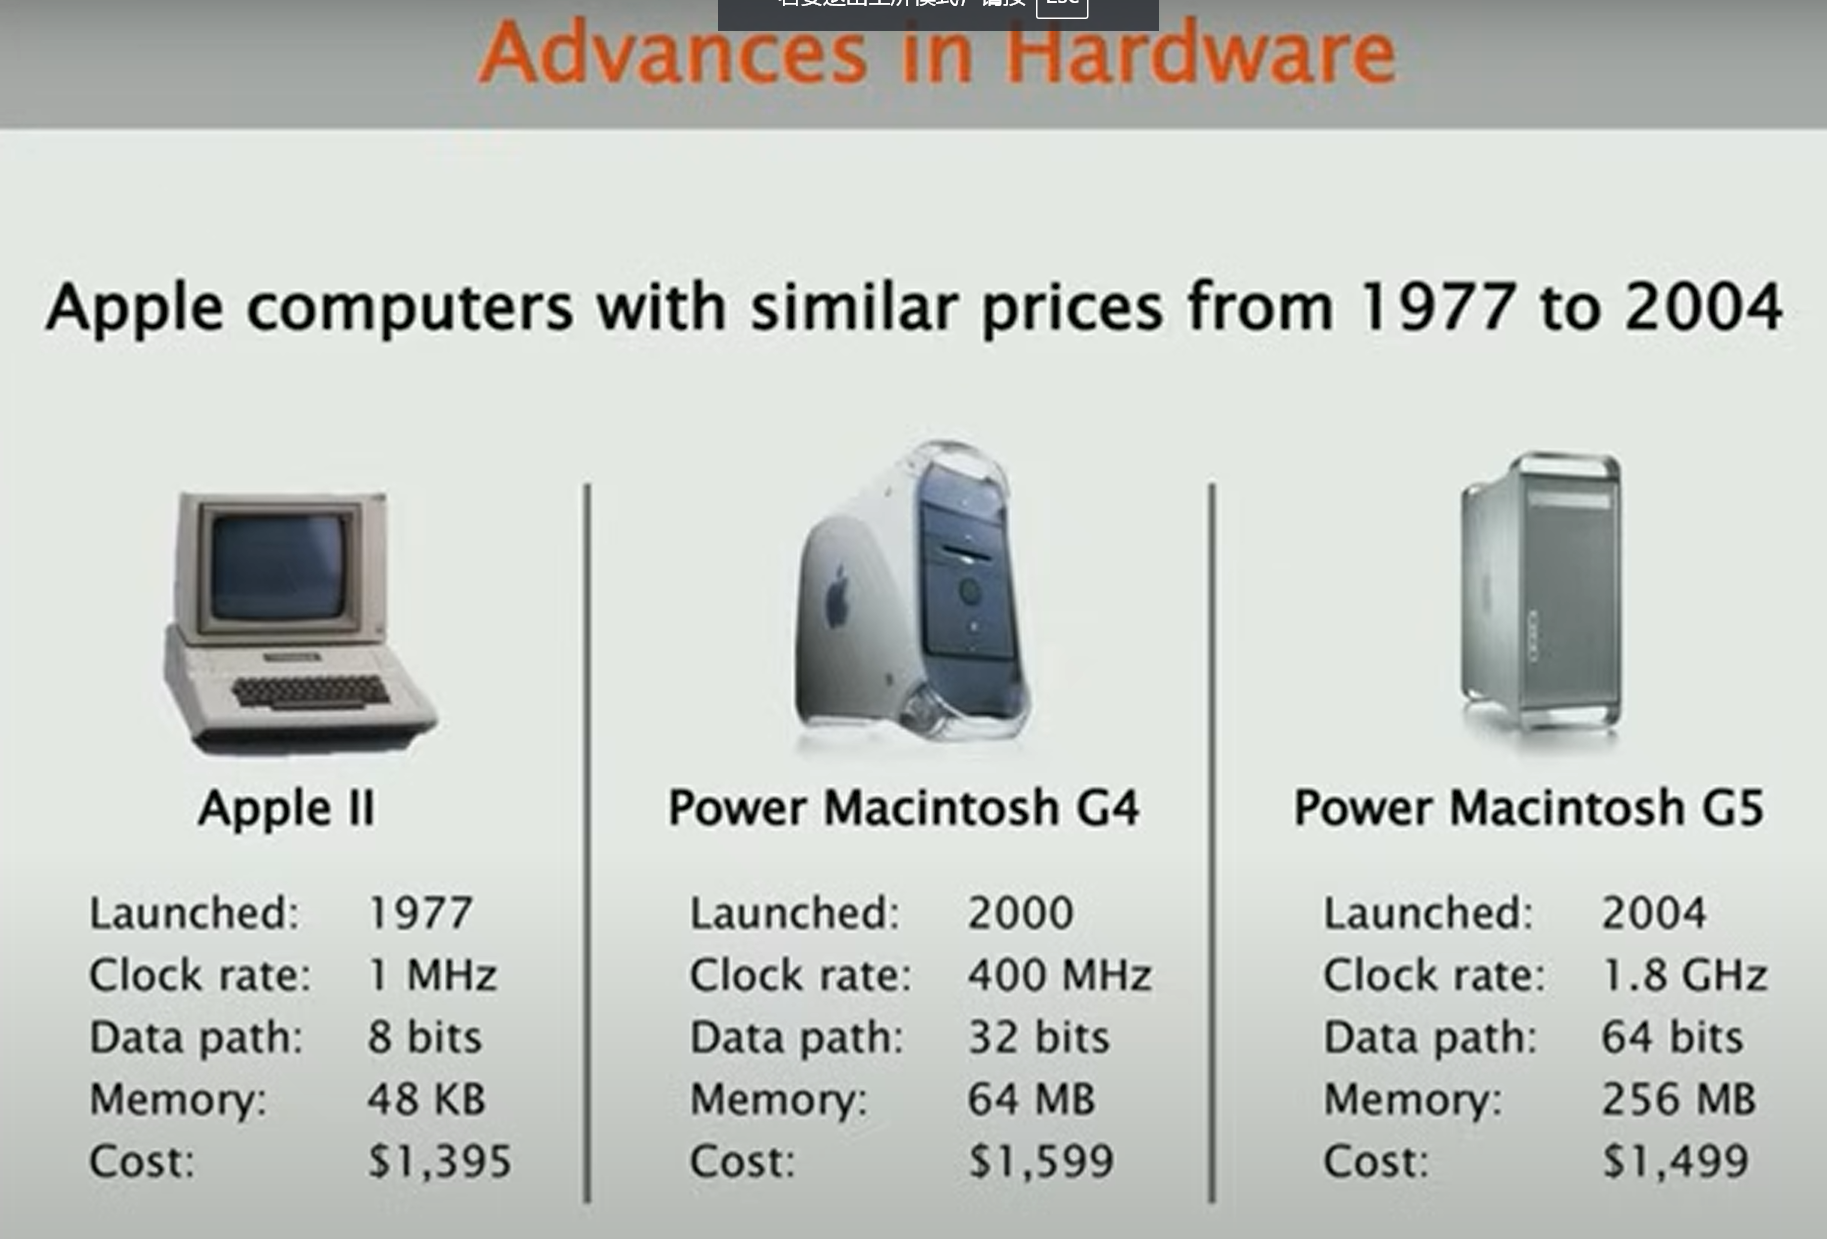 Esc
Advances in Hardware
Apple computers with similar prices from 1977 to 2004
Apple II
Launched: 1977
Clock rate: 1 MHz
Data path: 8 bits
Memory: 48 KB
Cost: $1,395
Power Macintosh G4
Launched: 2000
Clock rate: 400 MHz
Data path: 32 bits
Memory: 64 MB
Cost: $1,599
Power Macintosh G5
Launched: 2004
Clock rate: 1.8 GHz
Data path: 64 bits
Memory: 256 MB
Cost: $1,499